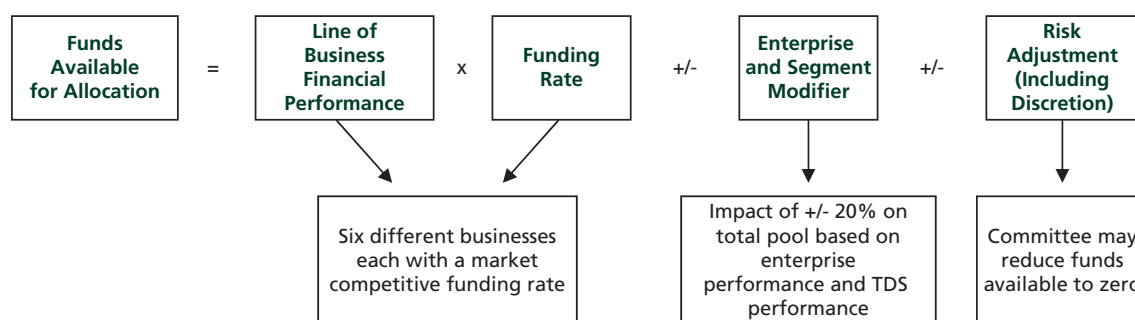 Funds
Available
for Allocation
=
Line of
Business
Financial
Performance
x
Funding
Rate
+/-
Enterprise
and Segment
Modifier
+/-
Risk
Adjustment
(Including
Discretion)
Six different businesses
each with a market
competitive funding rate
Impact of +/- 20% on
total pool based on
enterprise
performance and TDS
performance
Committee may
reduce funds
available to zero